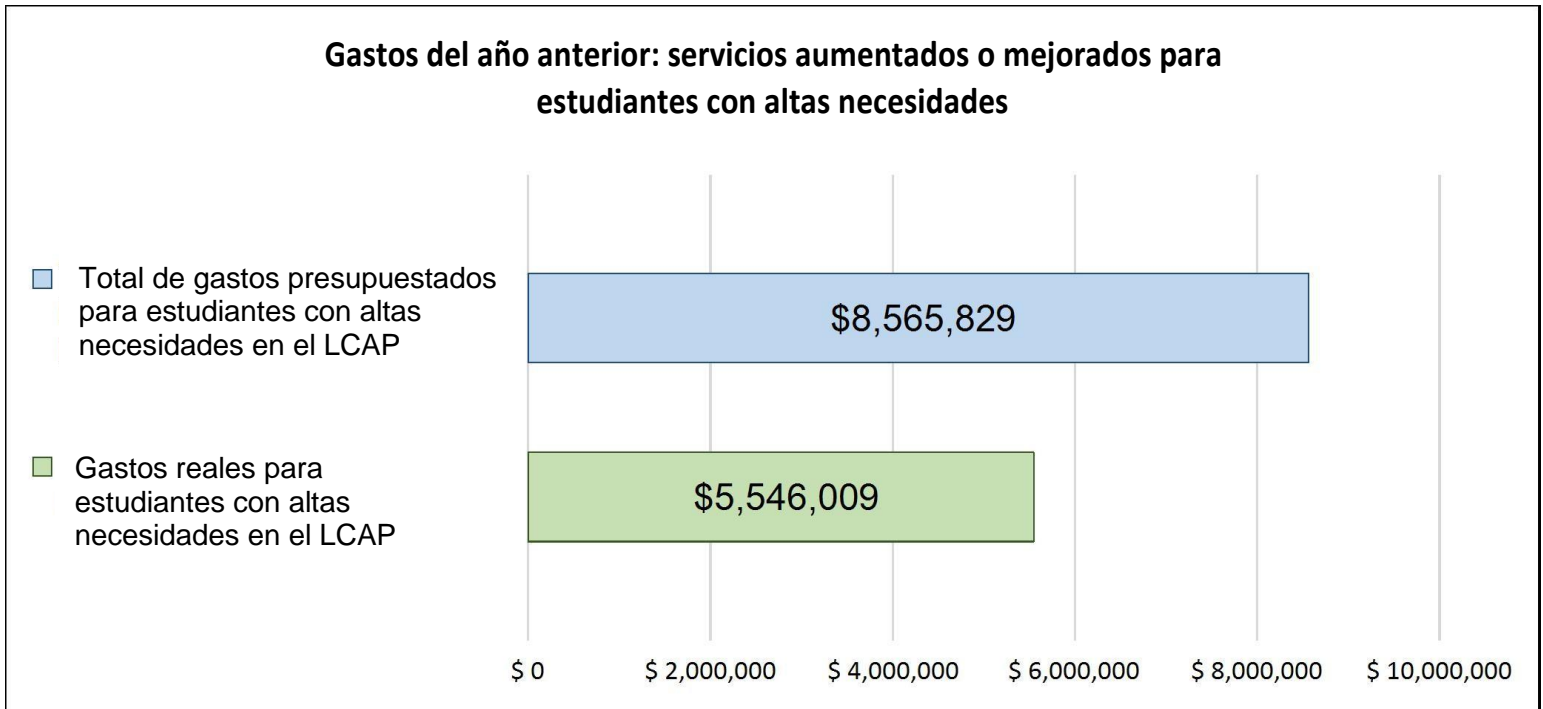 Gastos del año anterior: servicios aumentados o mejorados para
estudiantes con altas necesidades
Total de gastos presupuestados
para estudiantes con altas
necesidades en el LCAP
$8,565,829
Gastos reales para
estudiantes con altas
necesidades en el LCAP
$5,546,009
$ 0
$ 2,000,000
$ 4,000,000
$ 6,000,000
$ 8,000,000
$ 10,000,000